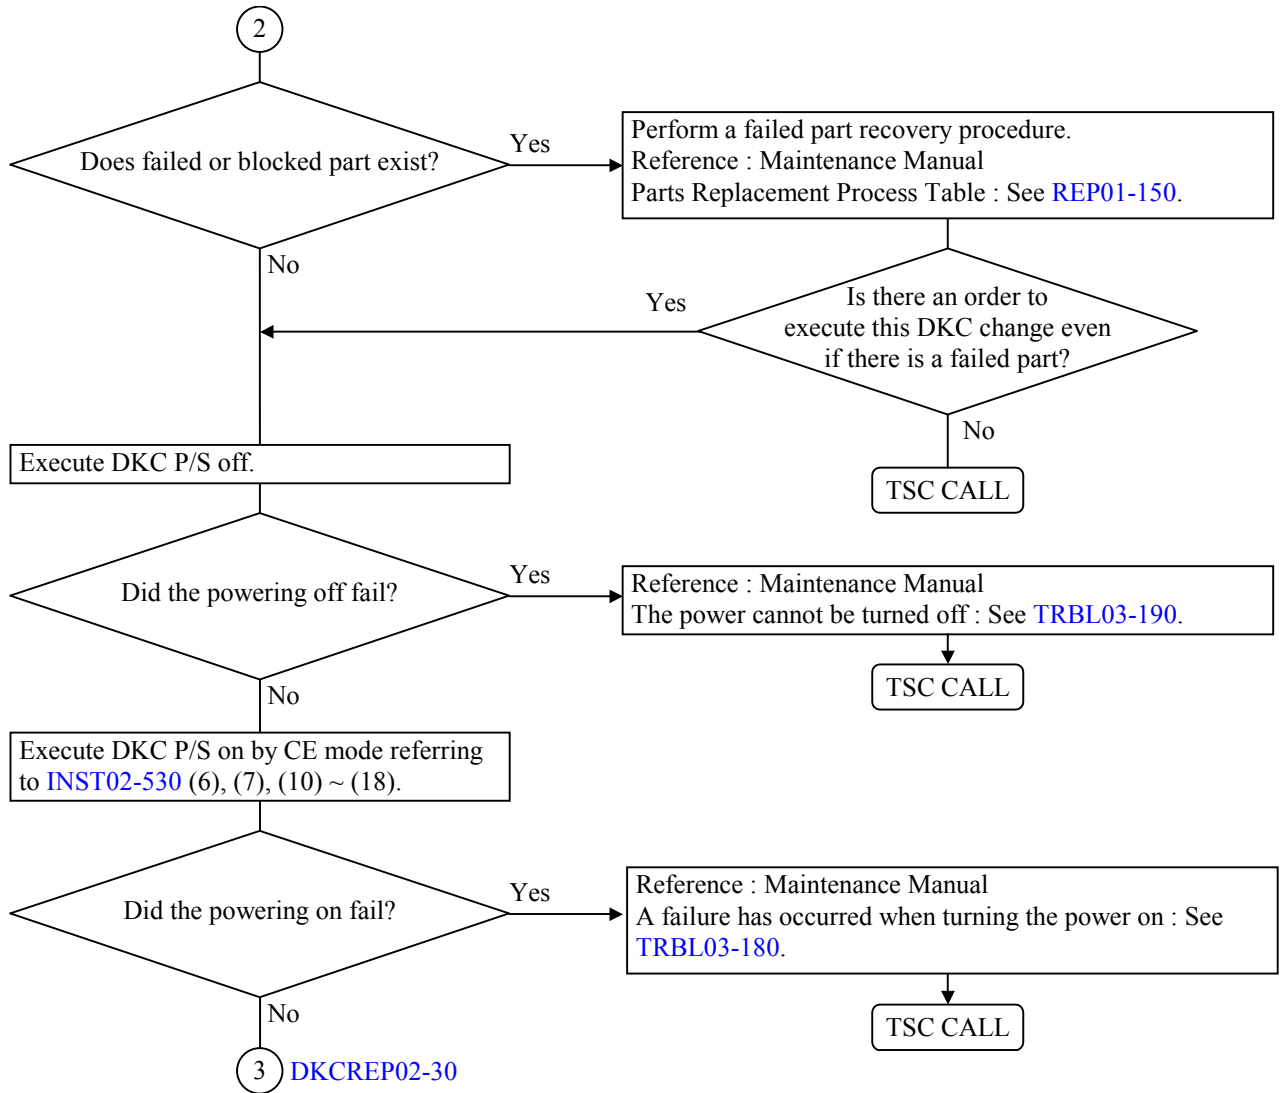 2
Does failed or blocked part exist?
Yes
Perform a failed part recovery procedure.
Reference : Maintenance Manual
Parts Replacement Process Table : See REP01-150.
No
Yes
Is there an order to
execute this DKC change even
if there is a failed part?
No
TSC CALL
Execute DKC P/S off.
Did the powering off fail?
Yes
Reference : Maintenance Manual
The power cannot be turned off : See TRBL03-190.
TSC CALL
No
Execute DKC P/S on by CE mode referring
to INST02-530 (6), (7), (10) ~ (18).
Did the powering on fail?
Yes
Reference : Maintenance Manual
A failure has occurred when turning the power on : See
TRBL03-180.
TSC CALL
No
3 DKCREP02-30